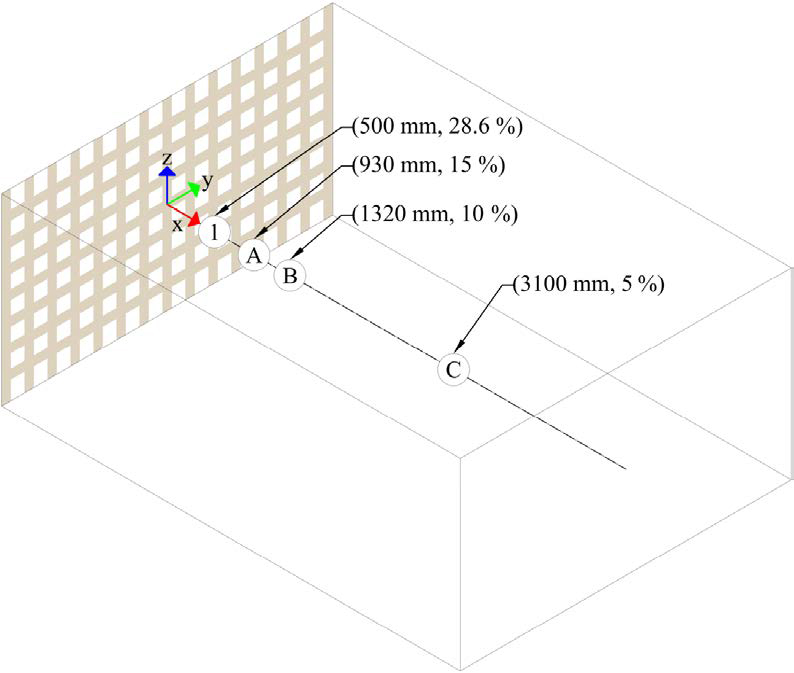 (500 mm, 28.6 %)
(930 mm, 15 %)
z
y
(1320 mm, 10 %)
x
1
A
B
(3100 mm, 5 %)
C